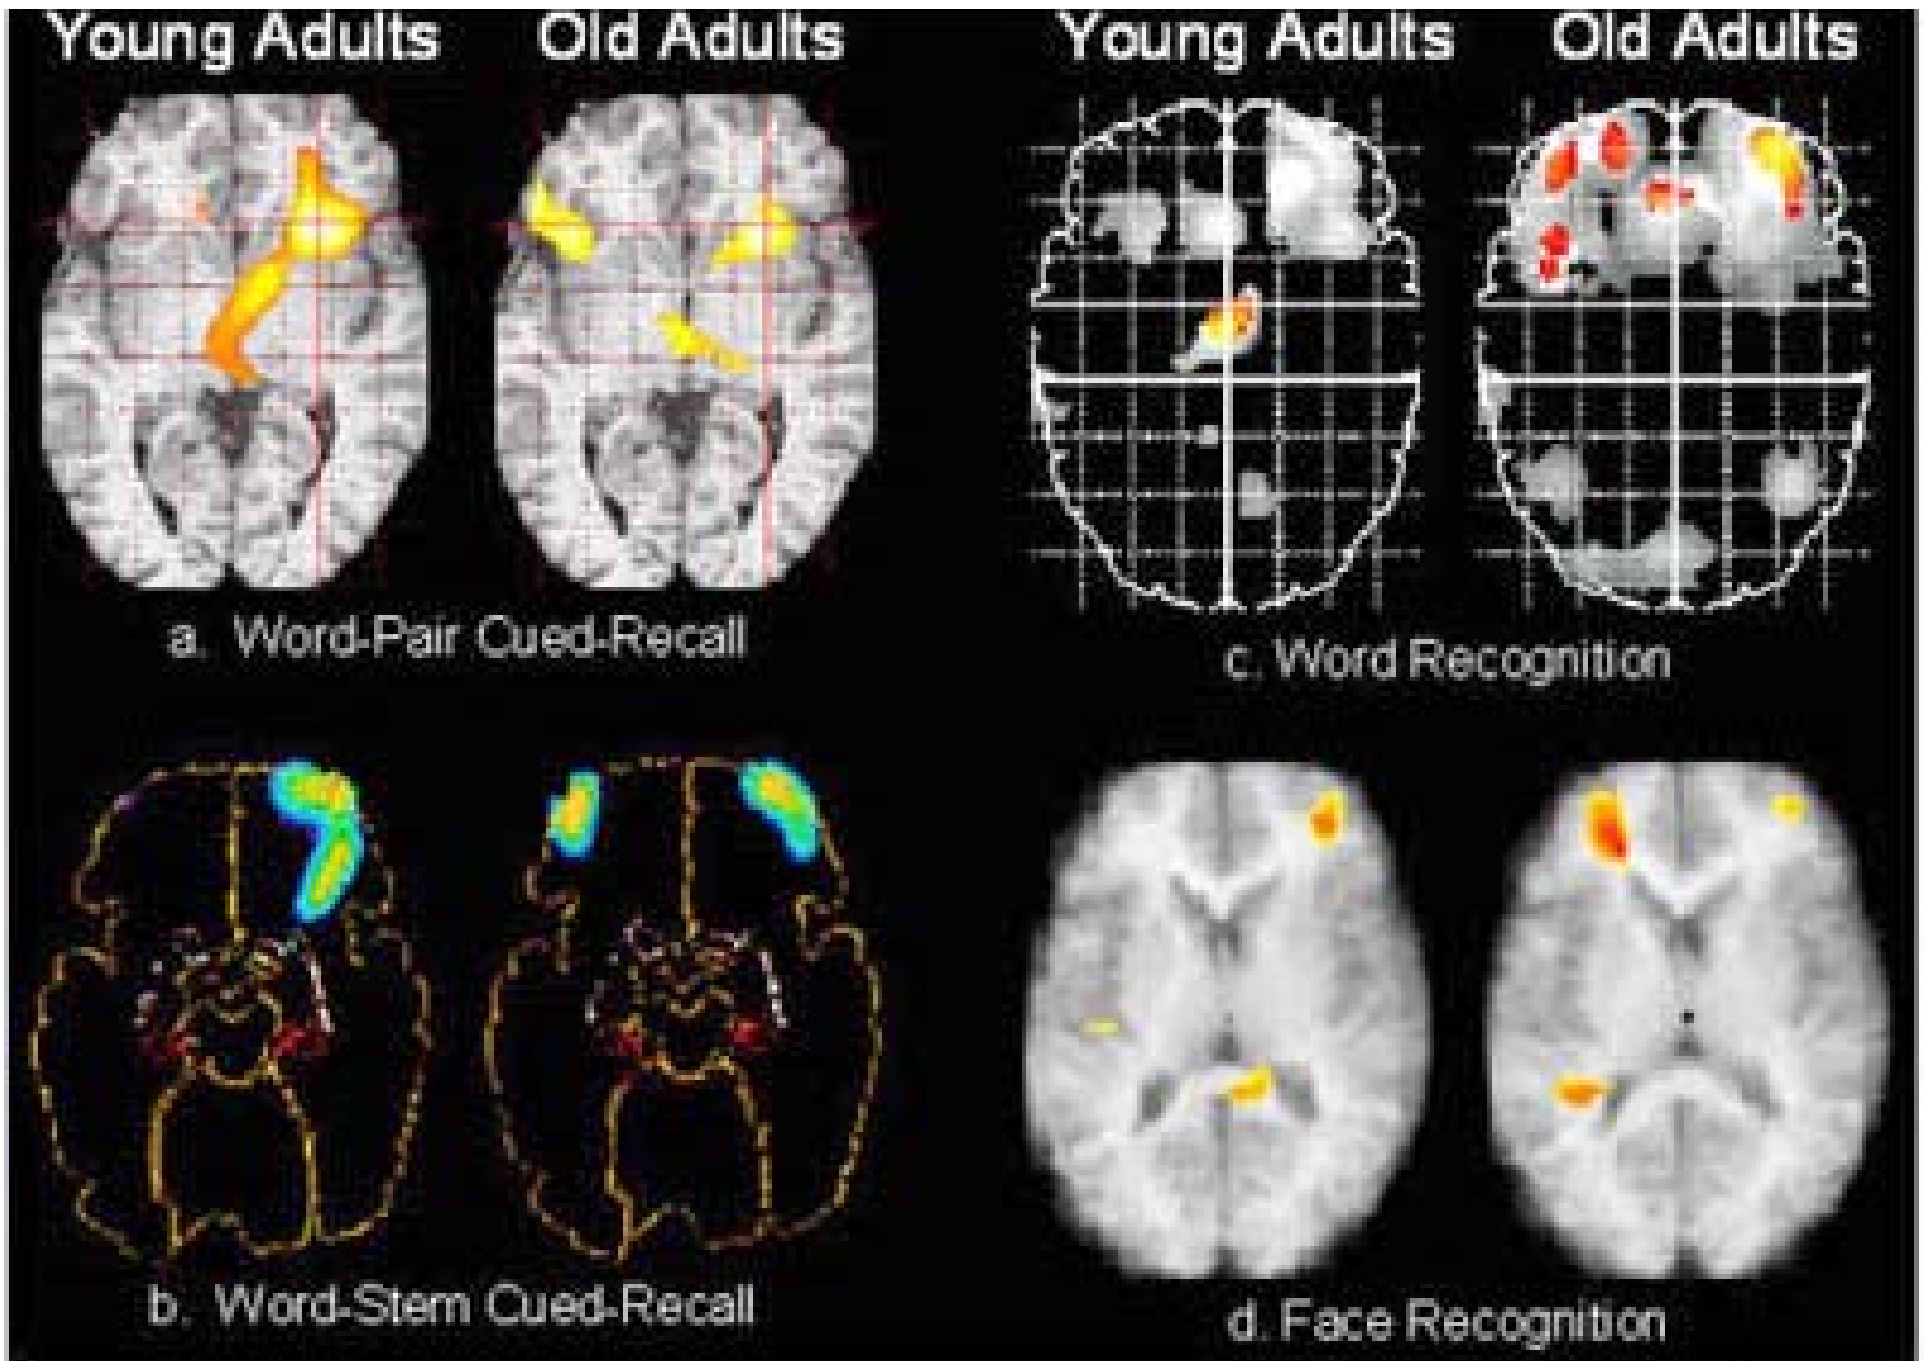 Young Adults Old Adults Young Adults Old Adults
a. Word-Pair Cued-Recall
c. Word Recognition
b. Word-Stem Cued-Recall
d. Face Recognition